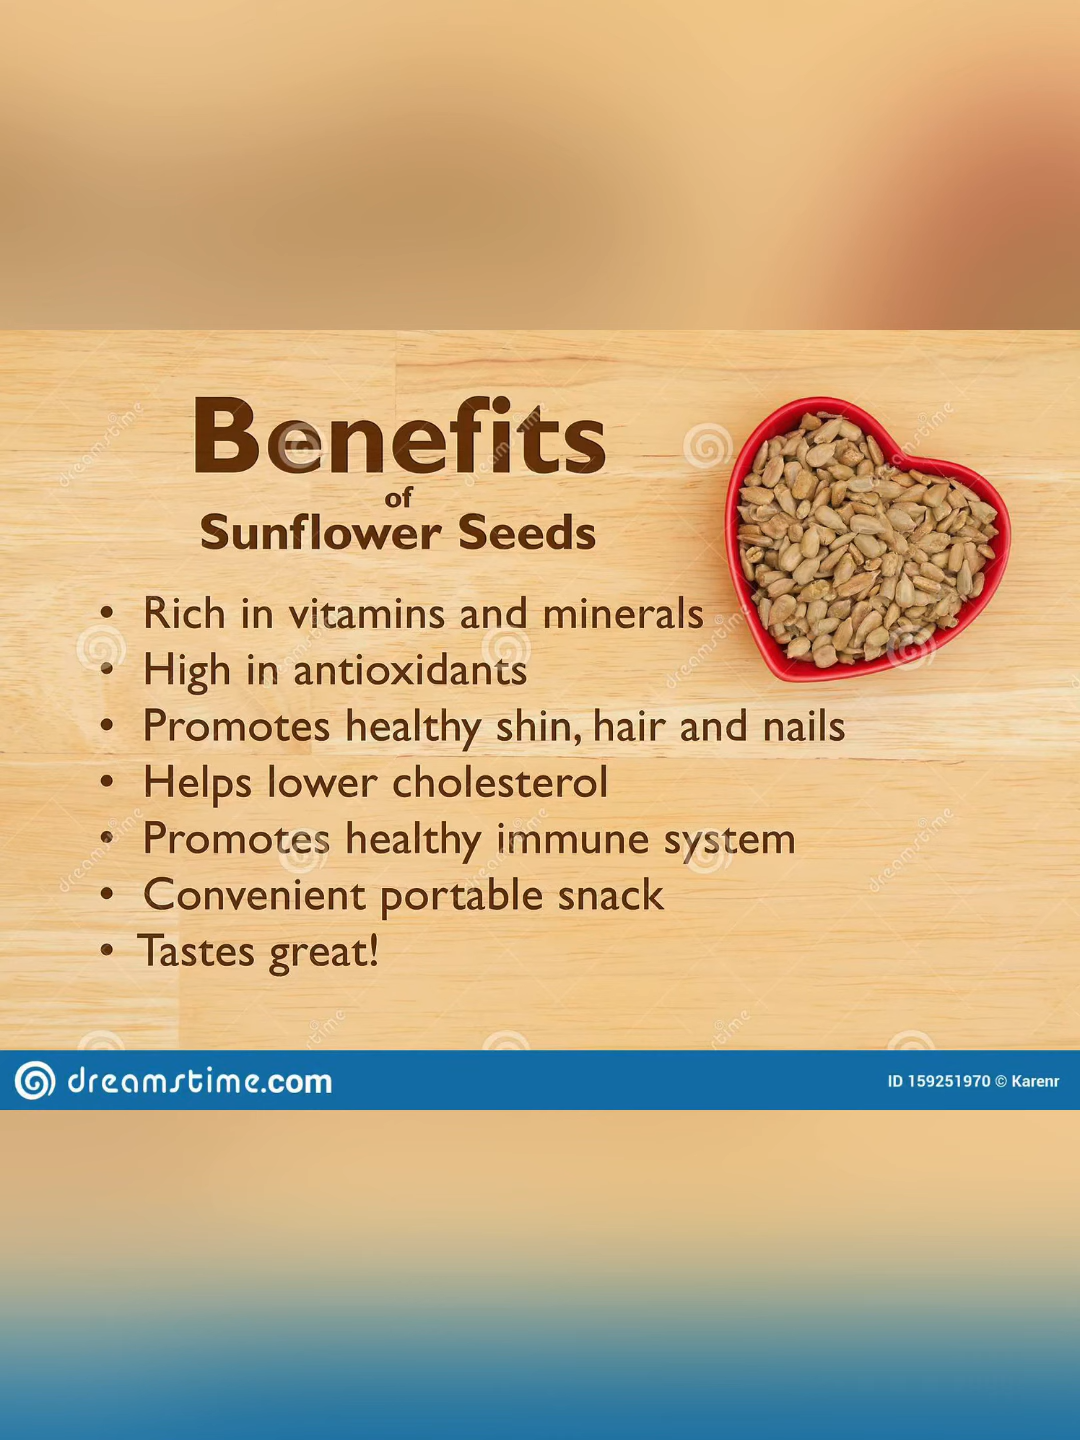 Benefits
of
Sunflower Seeds
• Rich in vitamins and minerals
• High in antioxidants
• Promotes healthy shin, hair and nails
• Helps lower cholesterol
• Promotes healthy immune system
• Convenient portable snack
• Tastes great!
dreamstime.com
ID 159251970 © Karenr